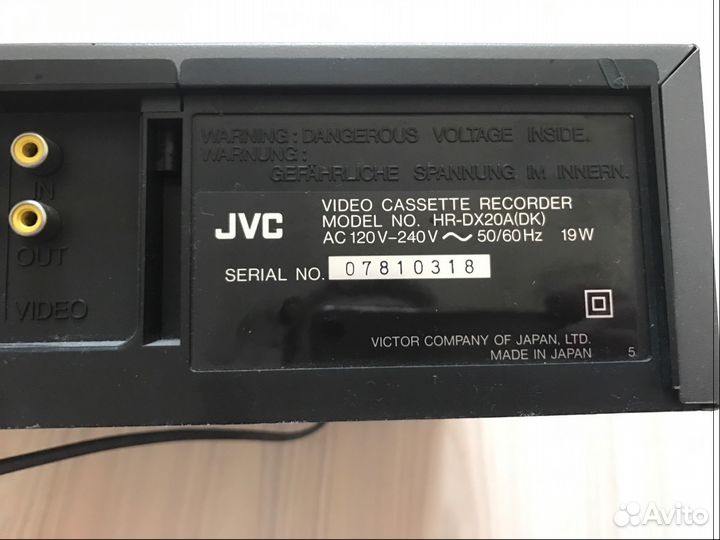 WARNING: DANGEROUS VOLTAGE INSIDE.
WARNUNG:
GEFÄHRLICHE SPANNUNG IM INNERN.
JVC
VIDEO CASSETTE RECORDER
MODEL NO. HR-DX20A(DK)
AC 120V-240V ~ 50/60Hz 19W
SERIAL NO. 07810318
VICTOR COMPANY OF JAPAN, LTD.
MADE IN JAPAN 5
IN
OUT
VIDEO
Avito